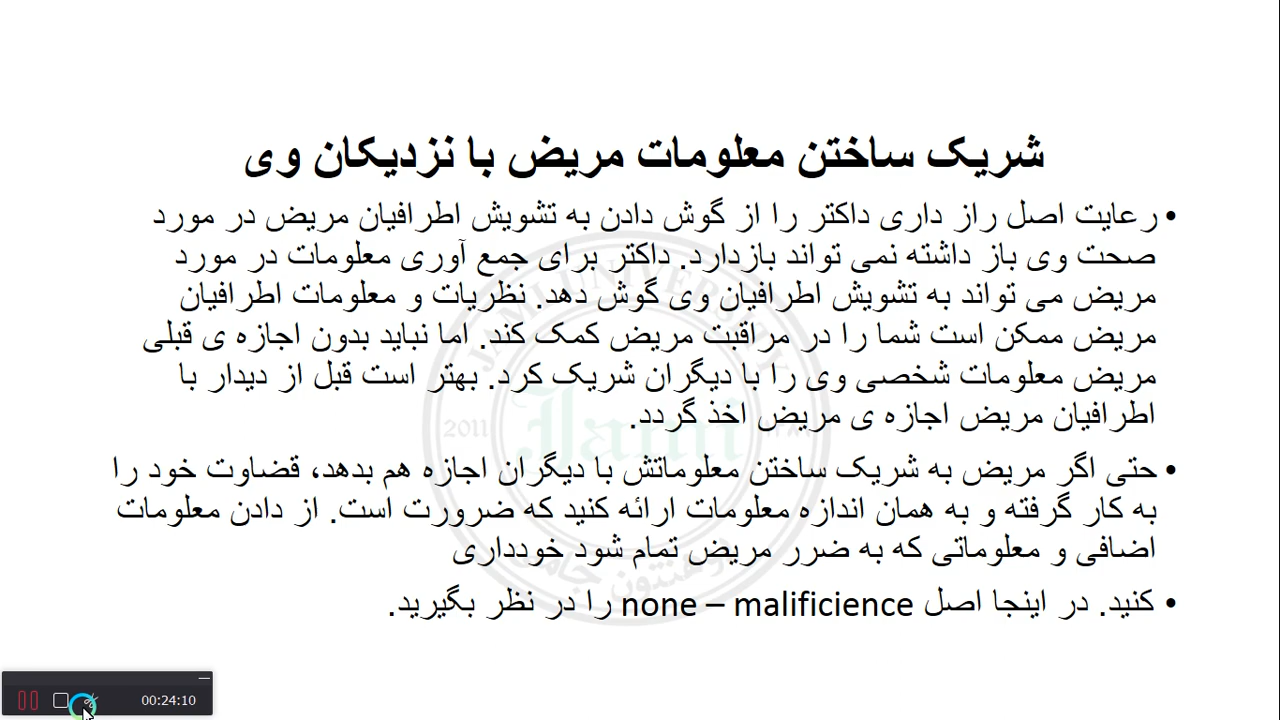 شریک ساختن معلومات مریض با نزدیکان وی
• رعایت اصل راز داری داکتر را از گوش دادن به تشویش اطرافیان مریض در مورد
صحت وی باز داشته نمی تواند بازدارد. داکتر برای جمع آوری معلومات در مورد
مریض می تواند به تشویش اطرافیان وی گوش دهد. نظریات و معلومات اطرافیان
مریض ممکن است شما را در مراقبت مریض کمک کند. اما نباید بدون اجازه ی قبلی
مریض معلومات شخصی وی را با دیگران شریک کرد. بهتر است قبل از دیدار با
اطرافیان مریض اجازه ی مریض اخذ گردد.
• حتی اگر مریض به شریک ساختن معلوماتش با دیگران اجازه هم بدهد، قضاوت خود را
به کار گرفته و به همان اندازه معلومات ارائه کنید که ضرورت است. از دادن معلومات
اضافی و معلوماتی که به ضرر مریض تمام شود خودداری
• کنید. در اینجا اصل none – malificience را در نظر بگیرید.
JAMI UNIVERSITY
2011
Jami
00:24:10